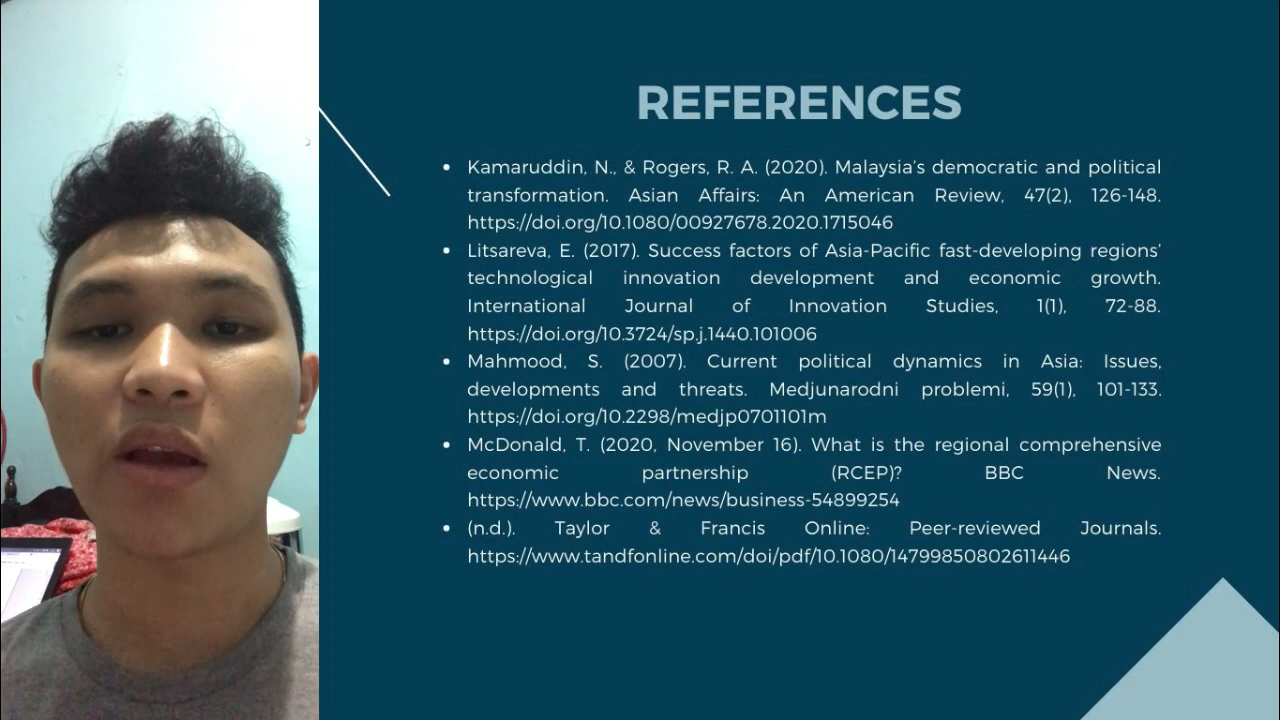 REFERENCES
• Kamaruddin, N., & Rogers, R. A. (2020). Malaysia's democratic and political
transformation. Asian Affairs: An American Review, 47(2), 126-148.
https://doi.org/10.1080/00927678.2020.1715046
• Litsareva, E. (2017). Success factors of Asia-Pacific fast-developing regions'
technological innovation development and economic growth.
International Journal of Innovation Studies, 1(1), 72-88.
https://doi.org/10.3724/sp.j.1440.101006
• Mahmood, S. (2007). Current political dynamics in Asia: Issues,
developments and threats. Medjunarodni problemi, 59(1), 101-133.
https://doi.org/10.2298/medjp0701101m
• McDonald, T. (2020, November 16). What is the regional comprehensive
economic partnership (RCEP)? BBC News.
https://www.bbc.com/news/business-54899254
• (n.d.). Taylor & Francis Online: Peer-reviewed Journals.
https://www.tandfonline.com/doi/pdf/10.1080/14799850802611446